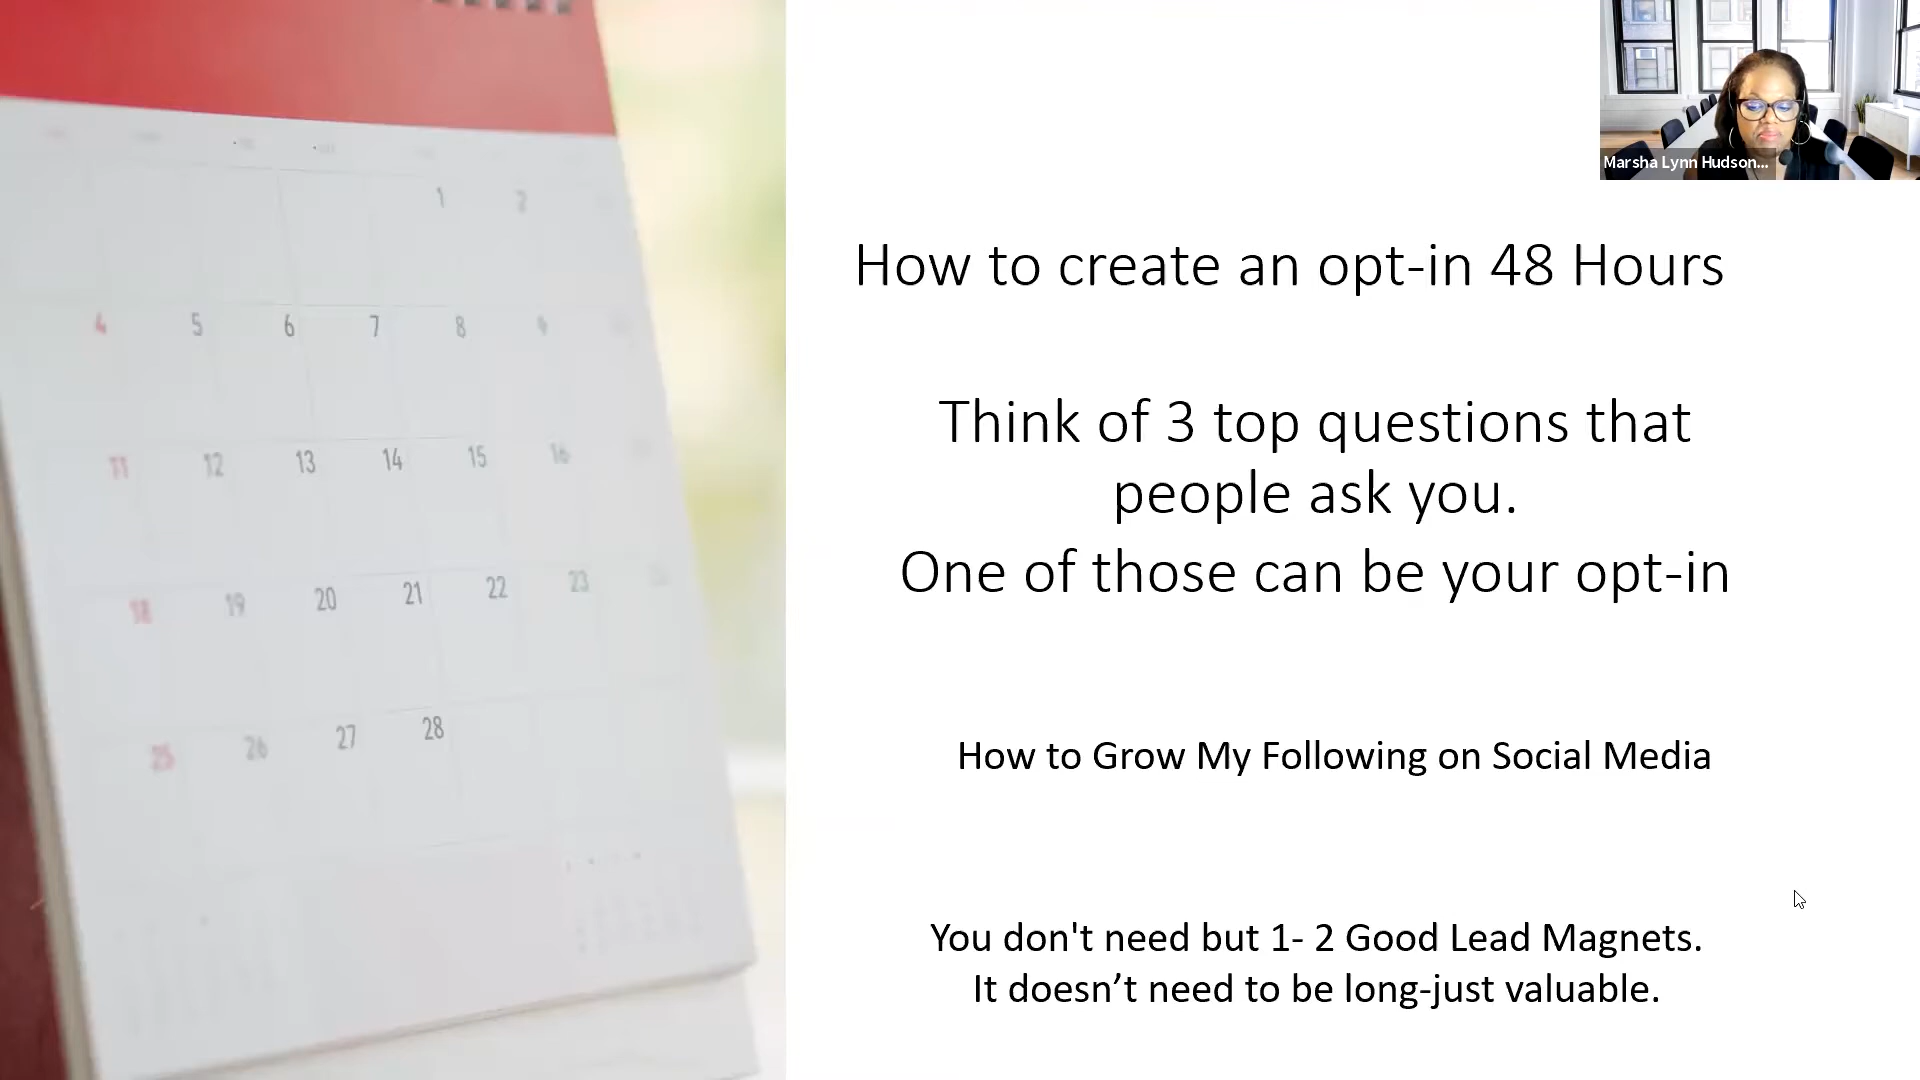 Marsha Lynn Hudson...
How to create an opt-in 48 Hours
Think of 3 top questions that
people ask you.
One of those can be your opt-in
How to Grow My Following on Social Media
You don't need but 1- 2 Good Lead Magnets.
It doesn’t need to be long-just valuable.
1 2
4 5 6 7 8 9
11 12 13 14 15 16
18 19 20 21 22 23
25 26 27 28